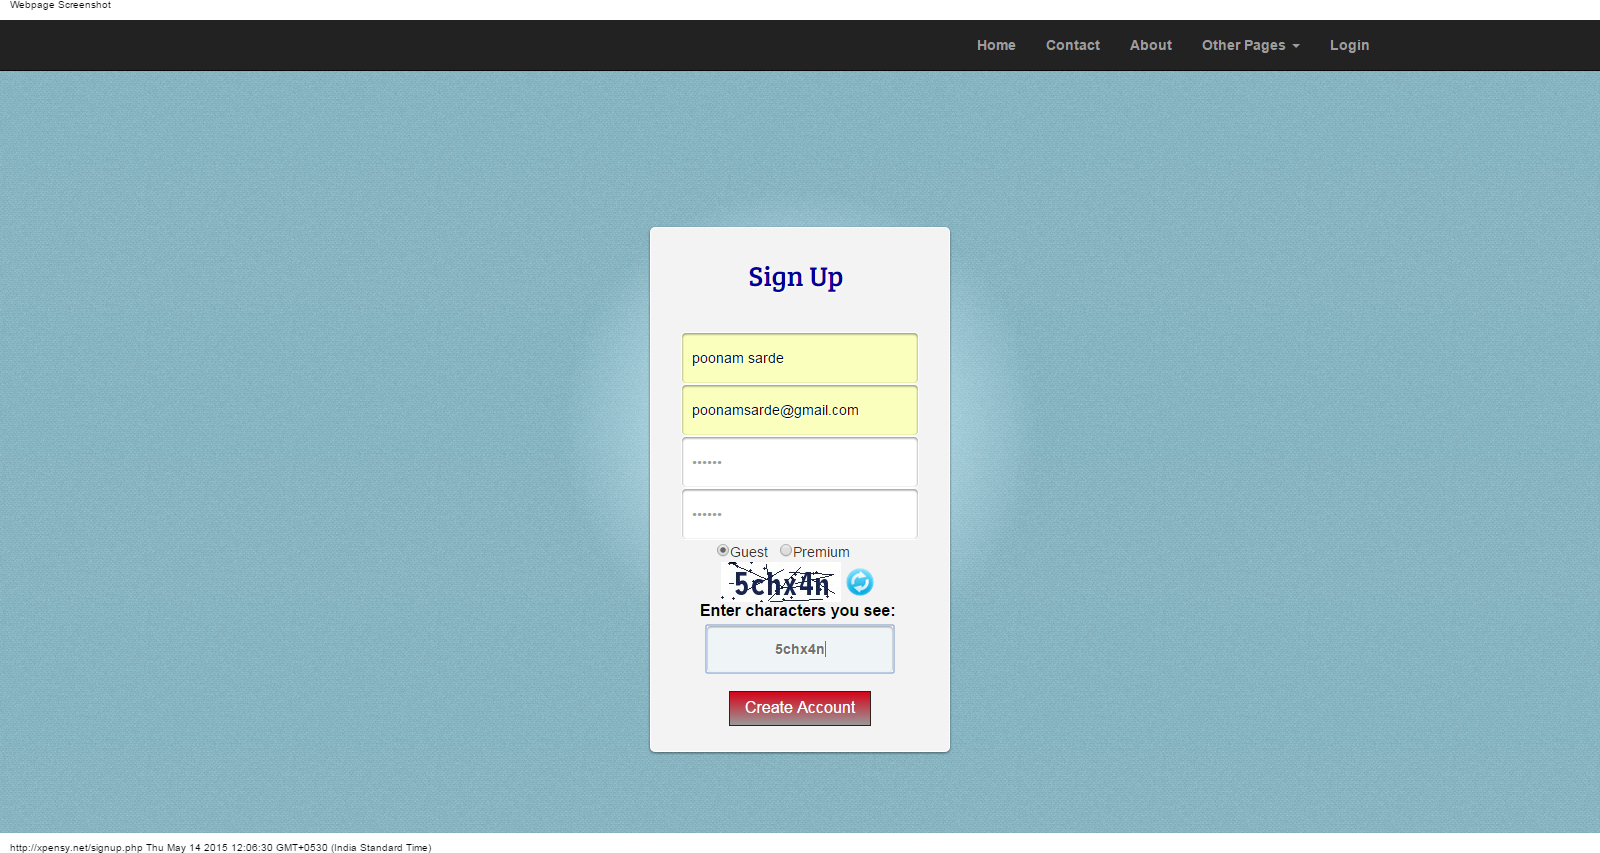 Webpage Screenshot
Home Contact About Other Pages Login
Sign Up
poonam sarde
poonamsarde@gmail.com
••••••
••••••
Guest Premium
5chx4n
Enter characters you see:
5chx4n
Create Account
http://xpensy.net/signup.php Thu May 14 2015 12:06:30 GMT+0530 (India Standard Time)